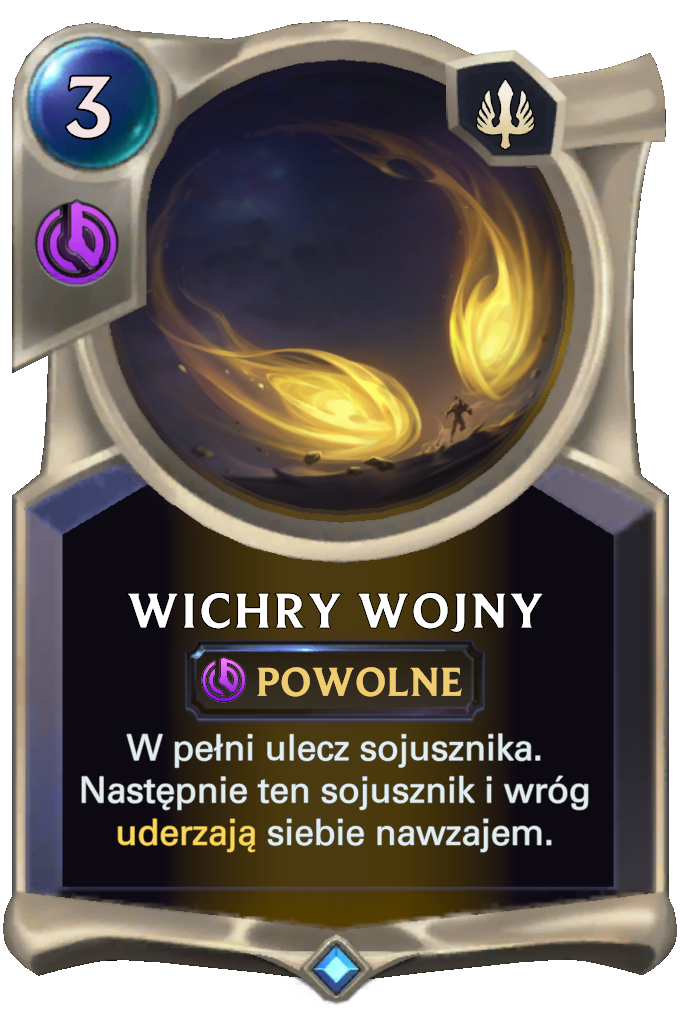 3
WICHRY WOJNY
POWOLNE
W pełni ulecz sojusznika.
Następnie ten sojusznik i wróg
uderzają siebie nawzajem.